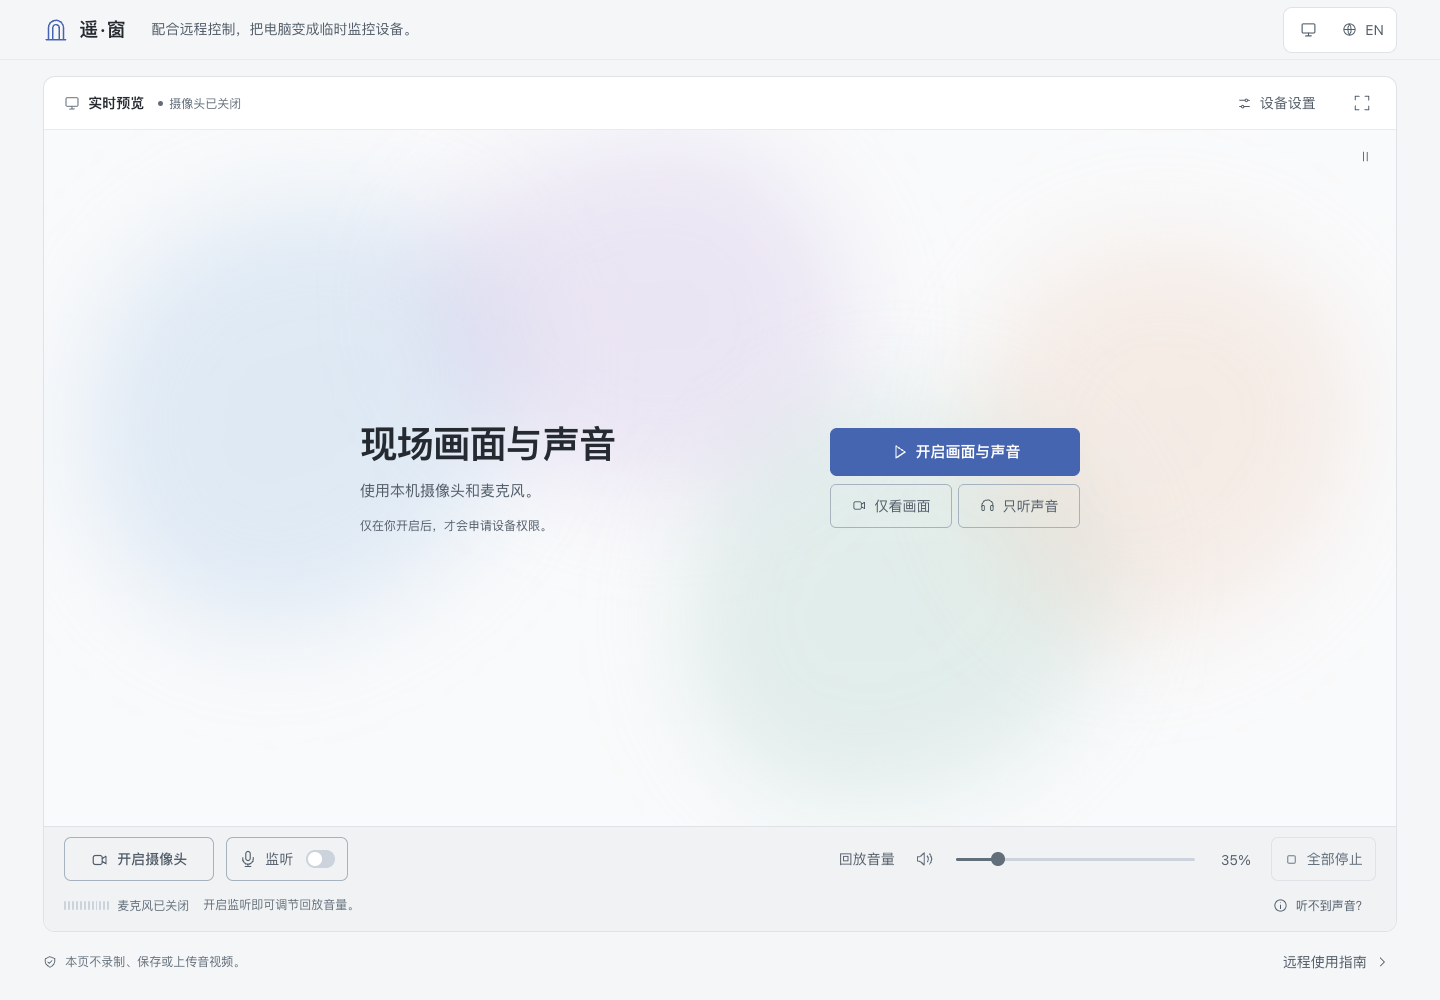 遥·窗
配合远程控制，把电脑变成临时监控设备。
EN
实时预览
摄像头已关闭
设备设置
现场画面与声音
使用本机摄像头和麦克风。
仅在你开启后，才会申请设备权限。
开启画面与声音
仅看画面
只听声音
开启摄像头
监听
回放音量
35%
全部停止
麦克风已关闭
开启监听即可调节回放音量。
听不到声音?
本页不录制、保存或上传音视频。
远程使用指南